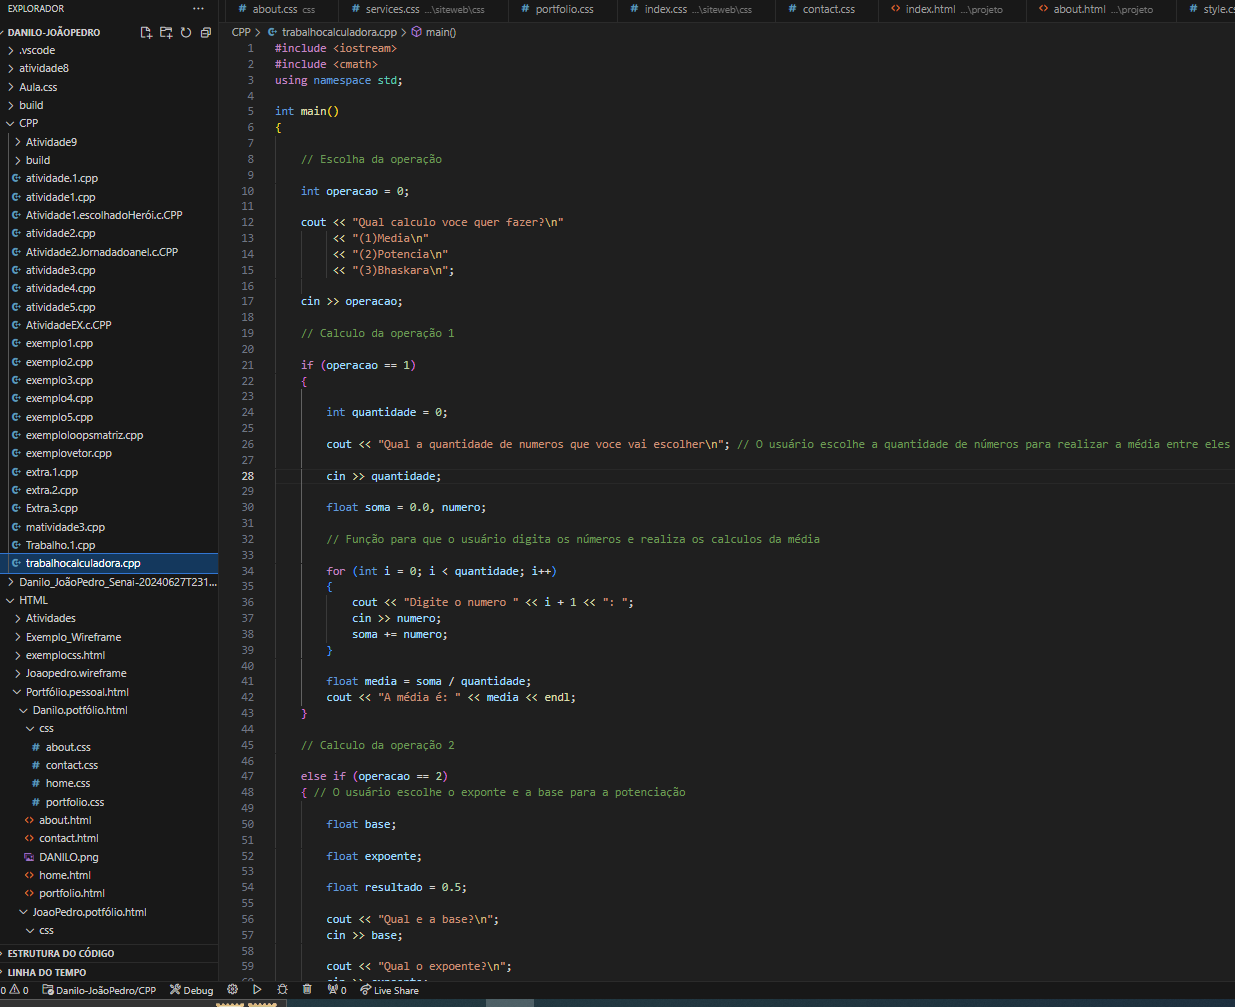 EXPLORADOR ···
# about.css css
# services.css ...\siteweb\css
# portfolio.css
# index.css ...\siteweb\css
# contact.css
<> index.html ...\projeto
<> about.html ...\projeto
# style.cs
DANILO-JOÃOPEDRO
> .vscode
> atividade8
> Aula.css
> build
CPP
> Atividade9
> build
atividade.1.cpp
atividade1.cpp
Atividade1.escolhadoHerói.c.CPP
atividade2.cpp
Atividade2.Jornadadoanel.c.CPP
atividade3.cpp
atividade4.cpp
atividade5.cpp
AtividadeEX.c.CPP
exemplo1.cpp
exemplo2.cpp
exemplo3.cpp
exemplo4.cpp
exemplo5.cpp
exemploloopsmatriz.cpp
exemplovetor.cpp
extra.1.cpp
extra.2.cpp
Extra.3.cpp
matividade3.cpp
Trabalho.1.cpp
trabalhocalculadora.cpp
> Danilo_JoãoPedro_Senai-20240627T231...
HTML
> Atividades
> Exemplo_Wireframe
> exemplocss.html
> Joaopedro.wireframe
Portfólio.pessoal.html
Danilo.potfólio.html
css
# about.css
# contact.css
# home.css
# portfolio.css
<> about.html
<> contact.html
DANILO.png
<> home.html
<> portfolio.html
JoaoPedro.potfólio.html
css
> ESTRUTURA DO CÓDIGO
> LINHA DO TEMPO
CPP > trabalhocalculadora.cpp > main()
1 #include <iostream>
2 #include <cmath>
3 using namespace std;
4
5 int main()
6 {
7
8 // Escolha da operação
9
10 int operacao = 0;
11
12 cout << "Qual calculo voce quer fazer?\n"
13 << "(1)Media\n"
14 << "(2)Potencia\n"
15 << "(3)Bhaskara\n";
16
17 cin >> operacao;
18
19 // Calculo da operação 1
20
21 if (operacao == 1)
22 {
23
24 int quantidade = 0;
25
26 cout << "Qual a quantidade de numeros que voce vai escolher\n"; // O usuário escolhe a quantidade de números para realizar a média entre eles
27
28 cin >> quantidade;
29
30 float soma = 0.0, numero;
31
32 // Função para que o usuário digita os números e realiza os calculos da média
33
34 for (int i = 0; i < quantidade; i++)
35 {
36 cout << "Digite o numero " << i + 1 << ": ";
37 cin >> numero;
38 soma += numero;
39 }
40
41 float media = soma / quantidade;
42 cout << "A média é: " << media << endl;
43 }
44
45 // Calculo da operação 2
46
47 else if (operacao == 2)
48 { // O usuário escolhe o exponte e a base para a potenciação
49
50 float base;
51
52 float expoente;
53
54 float resultado = 0.5;
55
56 cout << "Qual e a base?\n";
57 cin >> base;
58
59 cout << "Qual o expoente?\n";
0 0 Danilo-JoãoPedro/CPP Debug 0 Live Share